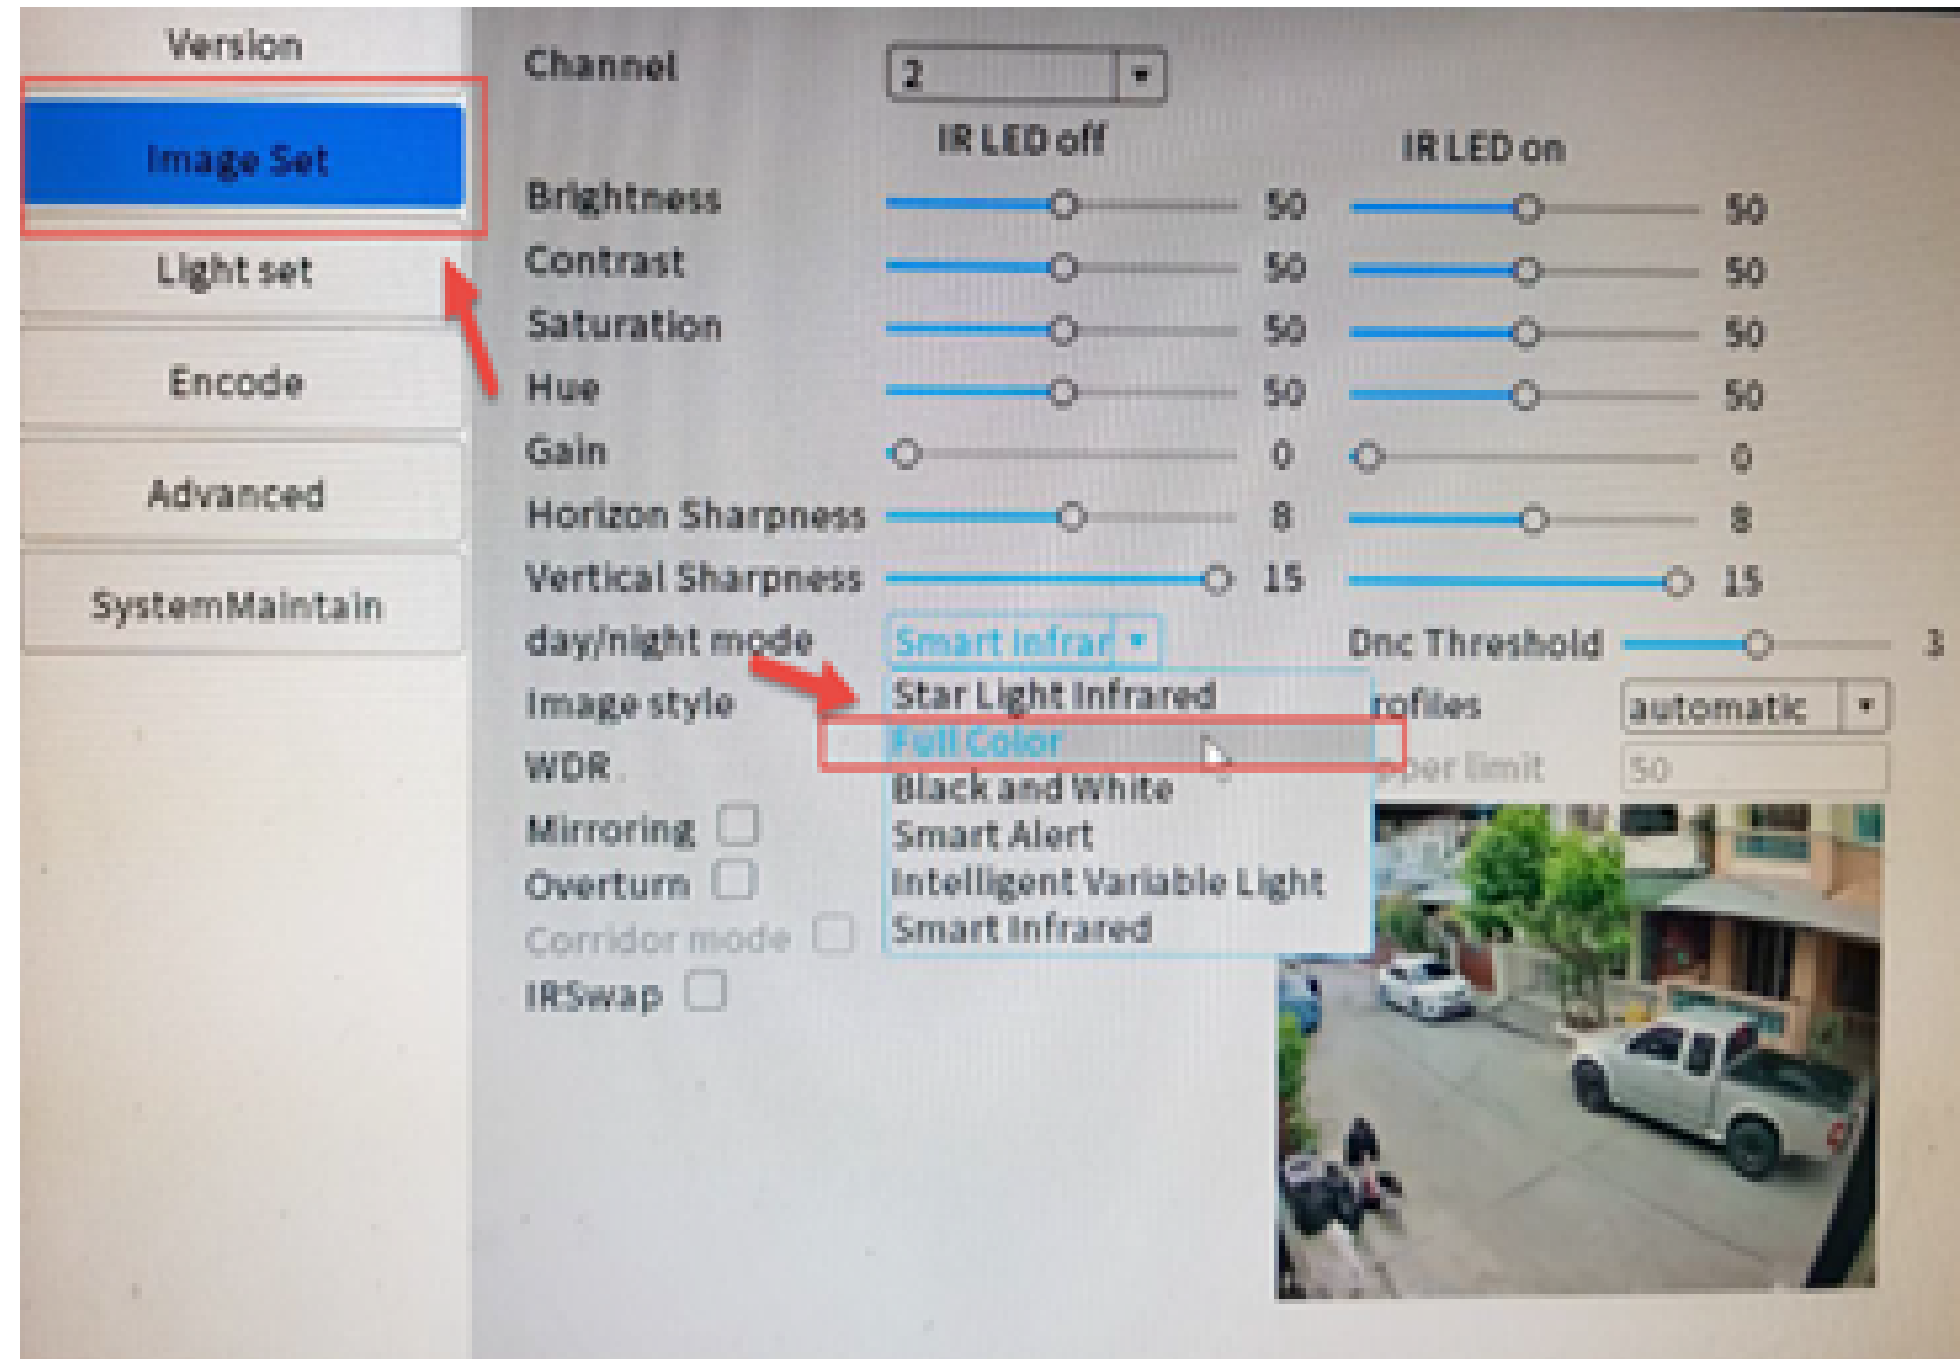 Version
Image Set
Light set
Encode
Advanced
SystemMaintain
Channel 2
IR LED off IR LED on
Brightness 50 50
Contrast 50 50
Saturation 50 50
Hue 50 50
Gain 0 0
Horizon Sharpness 8 8
Vertical Sharpness 15 15
day/night mode Smart Infrar Dnc Threshold 3
Star Light Infrared
Full Color
Black and White
Smart Alert
Intelligent Variable Light
Smart Infrared
Image style rofiles automatic
WDR pper limit 50
Mirroring
Overturn
Corridor mode
IRSwap